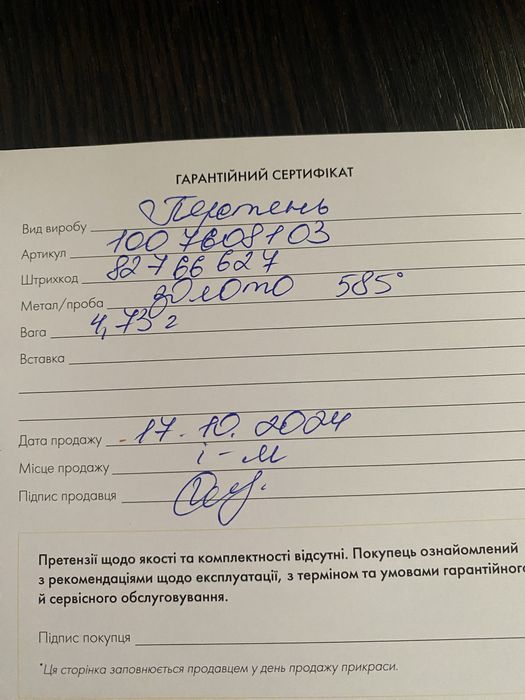 ГАРАНТІЙНИЙ СЕРТИФІКАТ
Вид виробу Перстень
Артикул 1007608103
Штрихкод 82766627
Метал/проба золото 585°
Вага 4,73 г
Вставка
Дата продажу - 17.10.2024
Місце продажу і-м
Підпис продавця
Претензії щодо якості та комплектності відсутні. Покупець ознайомлений
з рекомендаціями щодо експлуатації, з терміном та умовами гарантійного
й сервісного обслуговування.
Підпис покупця
*Ця сторінка заповнюється продавцем у день продажу прикраси.